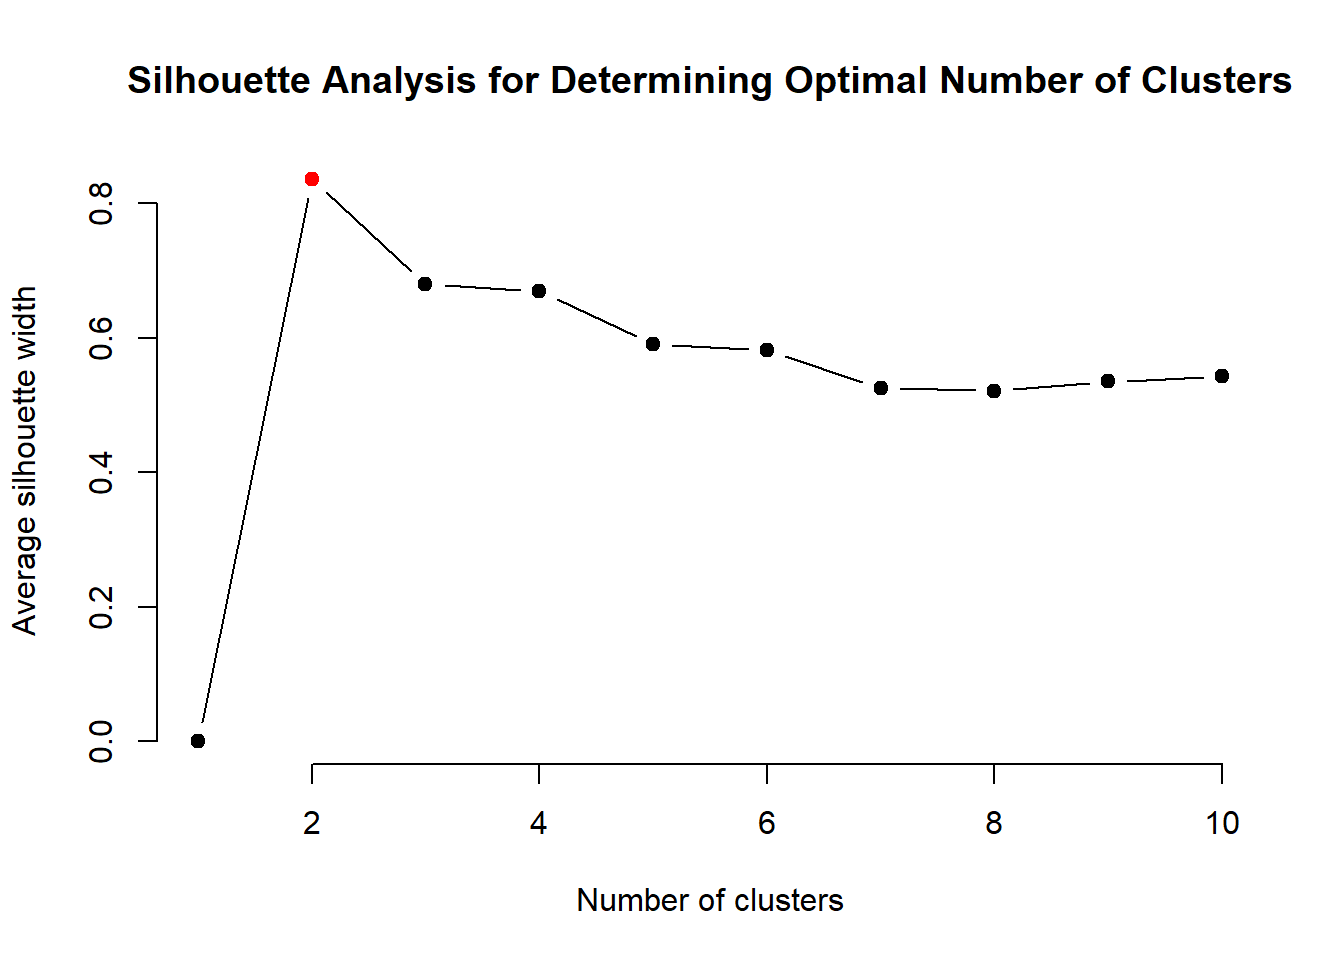 Silhouette Analysis for Determining Optimal Number of Clusters
Average silhouette width
0.8
0.6
0.4
0.2
0.0
2 4 6 8 10
Number of clusters